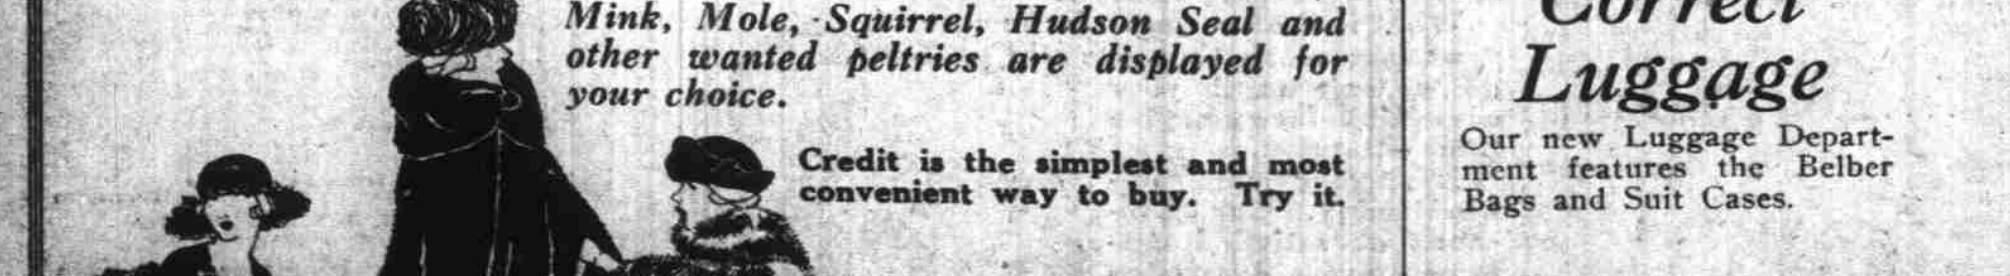 Mink, Mole, Squirrel, Hudson Seal and
other wanted peltries are displayed for
your choice.
Credit is the simplest and most
convenient way to buy. Try it.
Correct
Luggage
Our new Luggage Depart-
ment features the Belber
Bags and Suit Cases.